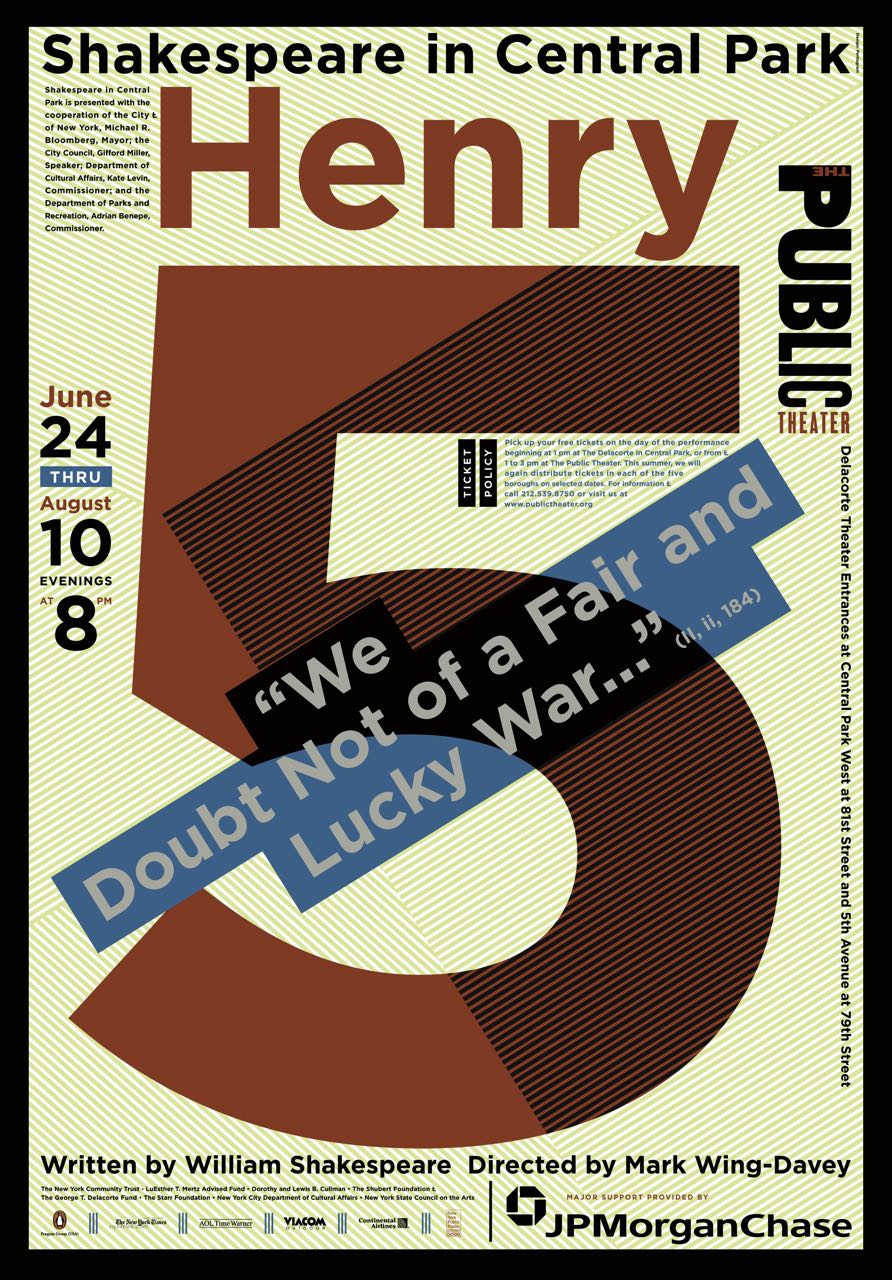 Shakespeare in Central Park
Design: Pentagram
Shakespeare in Central
Park is presented with the
cooperation of the City Ł
of New York, Michael R.
Bloomberg, Mayor; the
City Council, Gifford Miller,
Speaker; Department of
Cultural Affairs, Kate Levin,
Commissioner; and the
Department of Parks and
Recreation, Adrian Benepe,
Commissioner.
Henry
5
THE
PUBLIC
THEATER
June
24
THRU
August
10
EVENINGS
AT 8 PM
TICKET
POLICY
Pick up your free tickets on the day of the performance
beginning at 1 pm at The Delacorte in Central Park, or from Ł
1 to 3 pm at The Public Theater. This summer, we will
again distribute tickets in each of the five
boroughs on selected dates. For information Ł
call 212.539.8750 or visit us at
www.publictheater.org
“We
Doubt Not of a Fair and
Lucky War...” (II, ii, 184)
Delacorte Theater Entrances at Central Park West at 81st Street and 5th Avenue at 79th Street
Written by William Shakespeare Directed by Mark Wing-Davey
The New York Community Trust - LuEsther T. Mertz Advised Fund • Dorothy and Lewis B. Cullman • The Shubert Foundation Ł
The George T. Delacorte Fund • The Starr Foundation • New York City Department of Cultural Affairs • New York State Council on the Arts
Penguin Group (USA)
The New York Times
AOL Time Warner
VIACOM
OUTDOOR
Continental
Airlines
New
York
Public
Radio
MAJOR SUPPORT PROVIDED BY
JPMorganChase